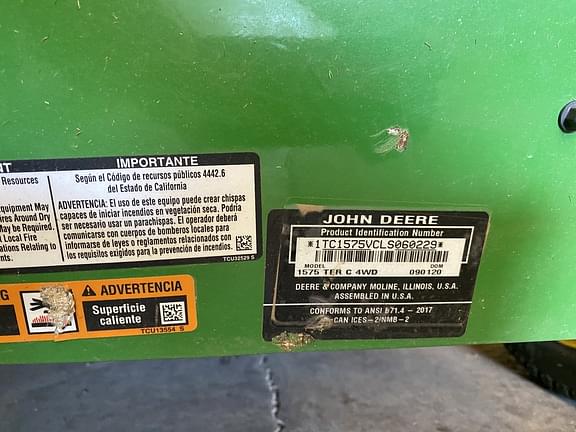 NT
Resources
quipment May
ires Around Dry
May Be Required.
Local Fire
Relating to
nts.
IMPORTANTE
Según el Código de recursos públicos 4442.6
del Estado de California
ADVERTENCIA: El uso de este equipo puede crear chispas
capaces de iniciar incendios en vegetación seca. Podría
ser necesario usar un parachispas. El operador deberá
comunicarse con cuerpos de bomberos locales para
informarse de leyes o reglamentos relacionados con
los requisitos exigidos para la prevención de incendios.
TCU32529 S
NG
ADVERTENCIA
Superficie
caliente
TCU13554 S
JOHN DEERE
Product Identification Number
*1TC1575VCLS060229*
MODEL DOM
1575 TER C 4WD 090120
DEERE & COMPANY MOLINE, ILLINOIS, U.S.A.
ASSEMBLED IN U.S.A.
CONFORMS TO ANSI B71.4 - 2017
CAN ICES-2/NMB-2